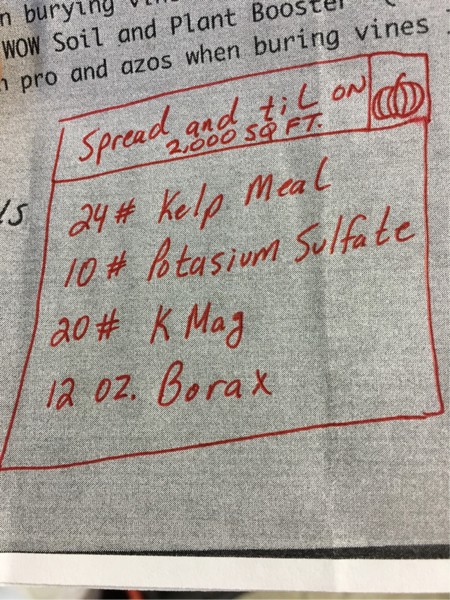 n burying
WOW Soil and Plant Booster
pro and azos when buring vines
Spread and til ON
2,000 SQ FT.
24# Kelp Meal
10# Potasium Sulfate
20# K Mag
12 oz. Borax